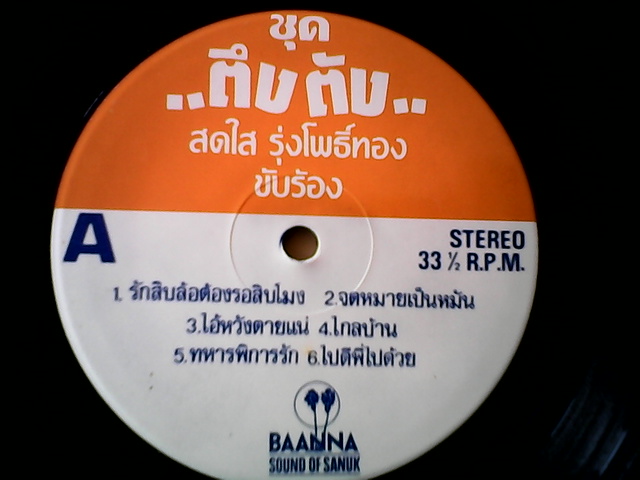 ชุด
..ตึง ตัง..
สดใส รุ่งโพธิ์ทอง
ขับร้อง
A
STEREO
33 ½ R.P.M.
1. รักสิบล้อต้องรอสิบโมง 2.จดหมายเป็นหมัน
3.ไอ้หวังตายแน่ 4.ไกลบ้าน
5.ทหารพิการรัก 6.ไปดีพี่ไปด้วย
BAANNA
SOUND OF SANUK